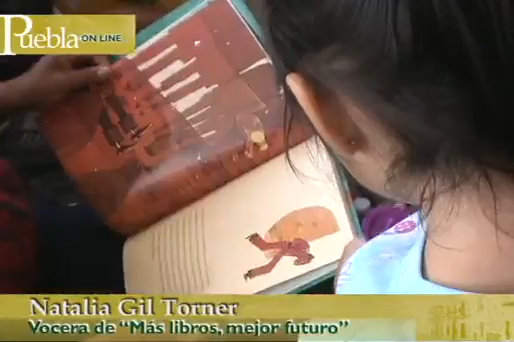 Puebla ON LINE
Natalia Gil Torner
Vocera de “Más libros, mejor futuro”